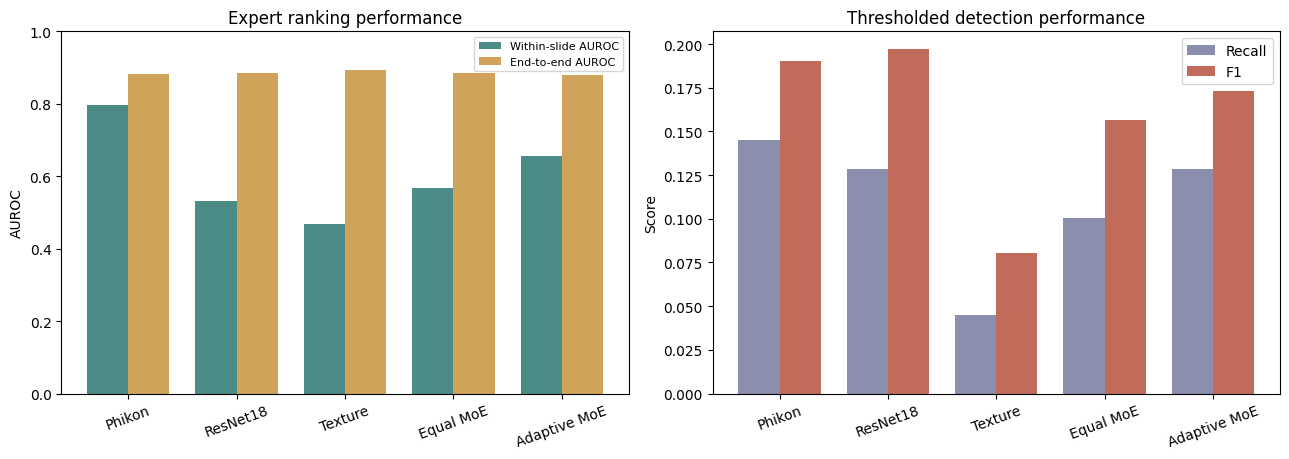 Expert ranking performance
Within-slide AUROC
End-to-end AUROC
AUROC
1.0
0.8
0.6
0.4
0.2
0.0
Phikon
ResNet18
Texture
Equal MoE
Adaptive MoE
Thresholded detection performance
Recall
F1
Score
0.200
0.175
0.150
0.125
0.100
0.075
0.050
0.025
0.000
Phikon
ResNet18
Texture
Equal MoE
Adaptive MoE